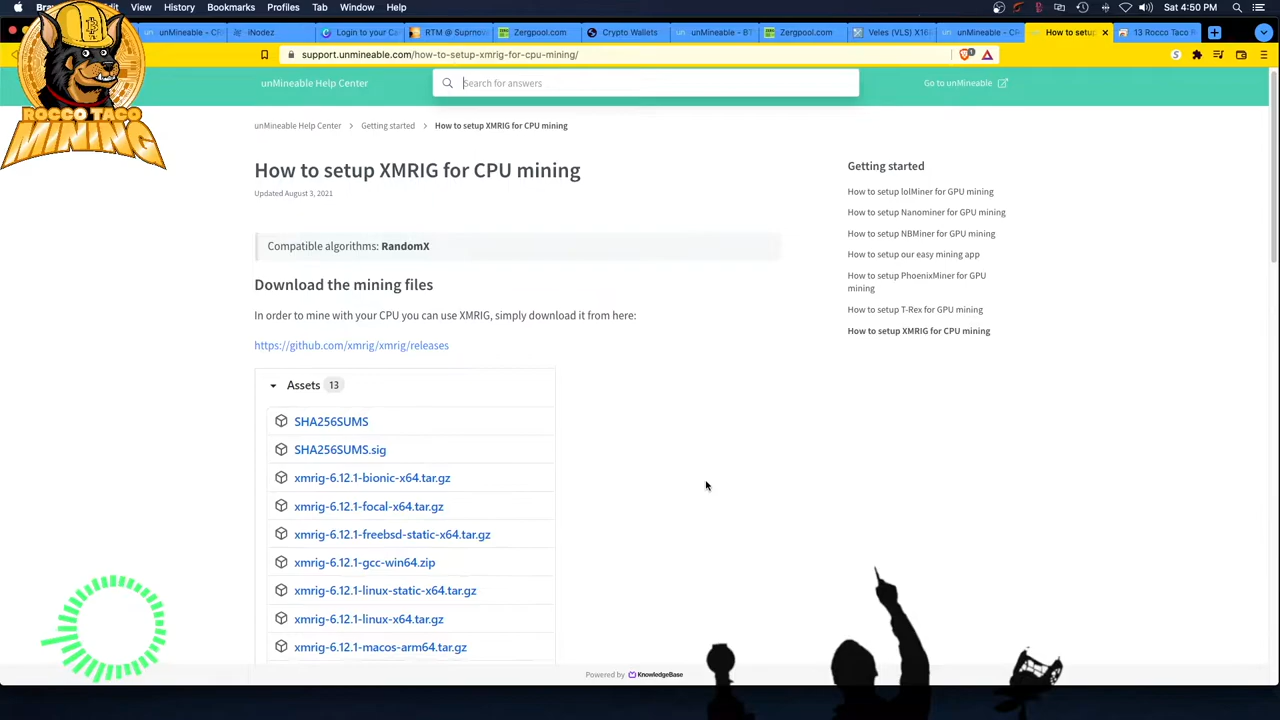 View History Bookmarks Profiles Tab Window Help
Sat 4:50 PM
unMineable - CR
iNodez
Login to your Ca
RTM @ Suprnov
Zergpool.com
Crypto Wallets
unMineable - BT
Zergpool.com
Veles (VLS) X16R
unMineable - CR
How to setu
13 Rocco Taco R
support.unmineable.com/how-to-setup-xmrig-for-cpu-mining/
1
ROCCO TACO
MINING
unMineable Help Center
Search for answers
Go to unMineable
unMineable Help Center > Getting started > How to setup XMRIG for CPU mining
How to setup XMRIG for CPU mining
Updated August 3, 2021
Compatible algorithms: RandomX
Download the mining files
In order to mine with your CPU you can use XMRIG, simply download it from here:
https://github.com/xmrig/xmrig/releases
Assets 13
SHA256SUMS
SHA256SUMS.sig
xmrig-6.12.1-bionic-x64.tar.gz
xmrig-6.12.1-focal-x64.tar.gz
xmrig-6.12.1-freebsd-static-x64.tar.gz
xmrig-6.12.1-gcc-win64.zip
xmrig-6.12.1-linux-static-x64.tar.gz
xmrig-6.12.1-linux-x64.tar.gz
xmrig-6.12.1-macos-arm64.tar.gz
Getting started
How to setup lolMiner for GPU mining
How to setup Nanominer for GPU mining
How to setup NBMiner for GPU mining
How to setup our easy mining app
How to setup PhoenixMiner for GPU
mining
How to setup T-Rex for GPU mining
How to setup XMRIG for CPU mining
Powered by KnowledgeBase